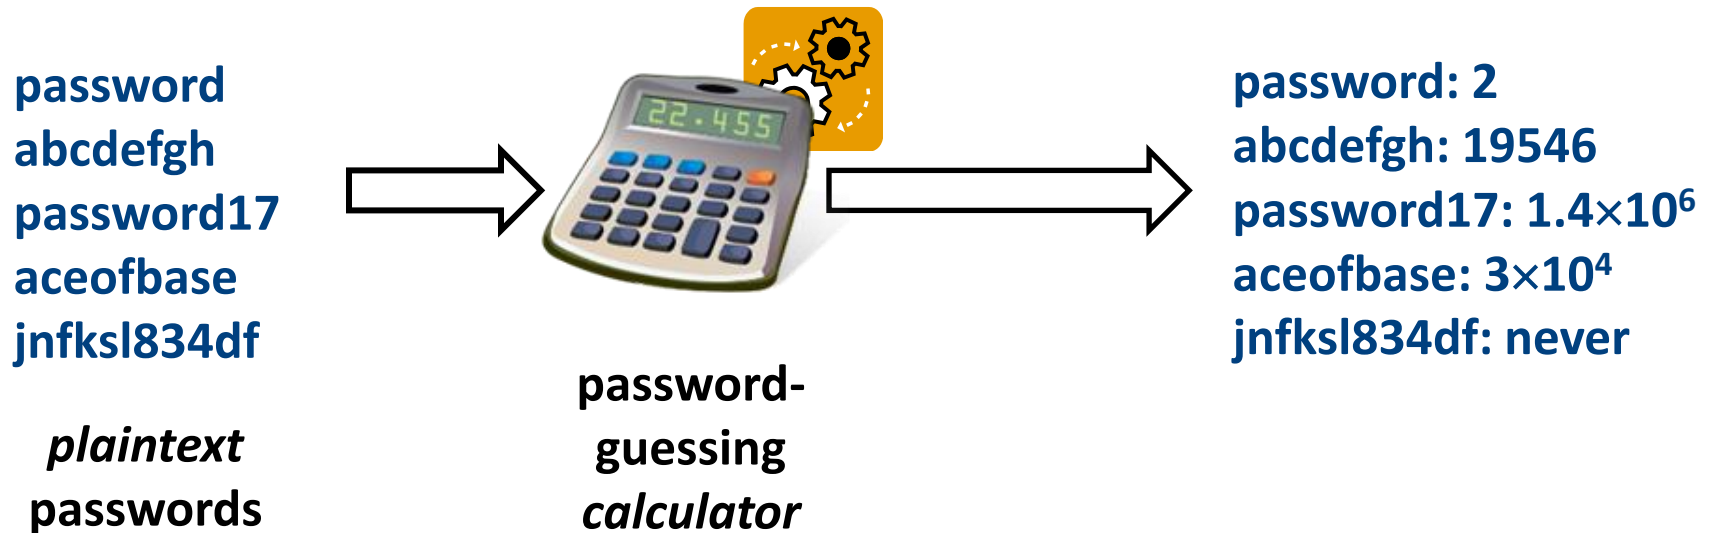 password
abcdefgh
password17
aceofbase
jnfksl834df
plaintext
passwords
22.455
password-
guessing
calculator
password: 2
abcdefgh: 19546
password17: 1.4×10⁶
aceofbase: 3×10⁴
jnfksl834df: never